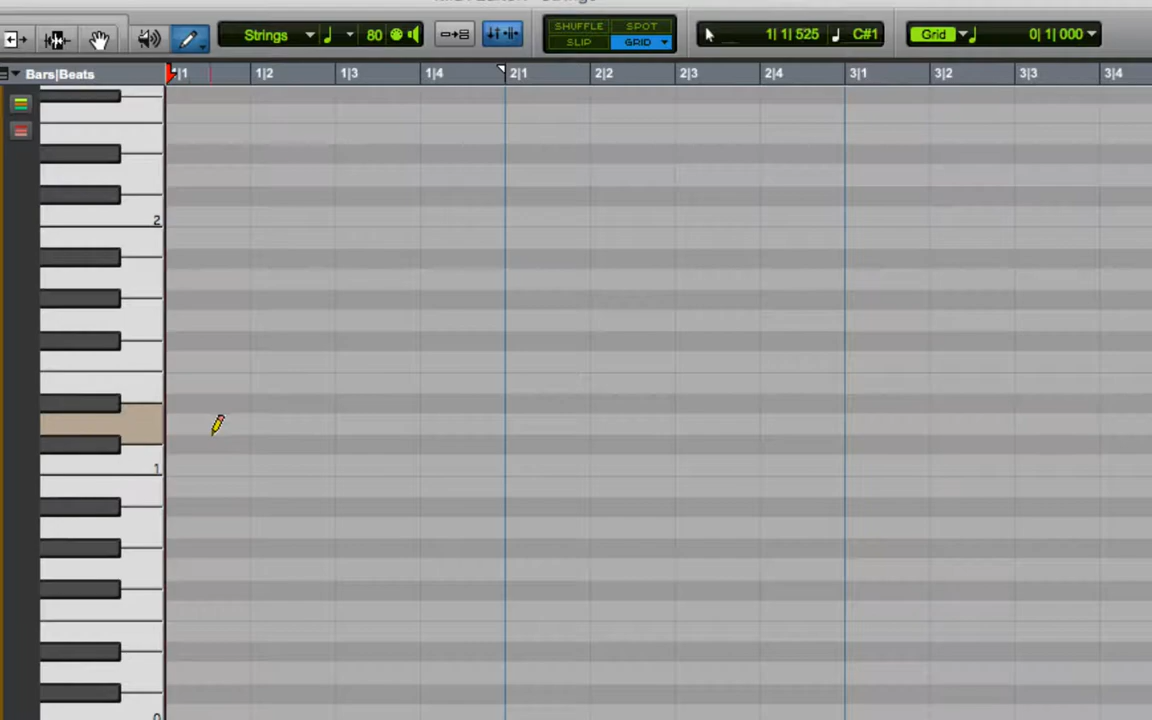 SHUFFLE SPOT
Strings 80 SLIP GRID 1| 1| 525 C#1 Grid 0| 1| 000
Bars|Beats 1|2 1|3 1|4 2|1 2|2 2|3 2|4 3|1 3|2 3|3 3|4
2
1
0